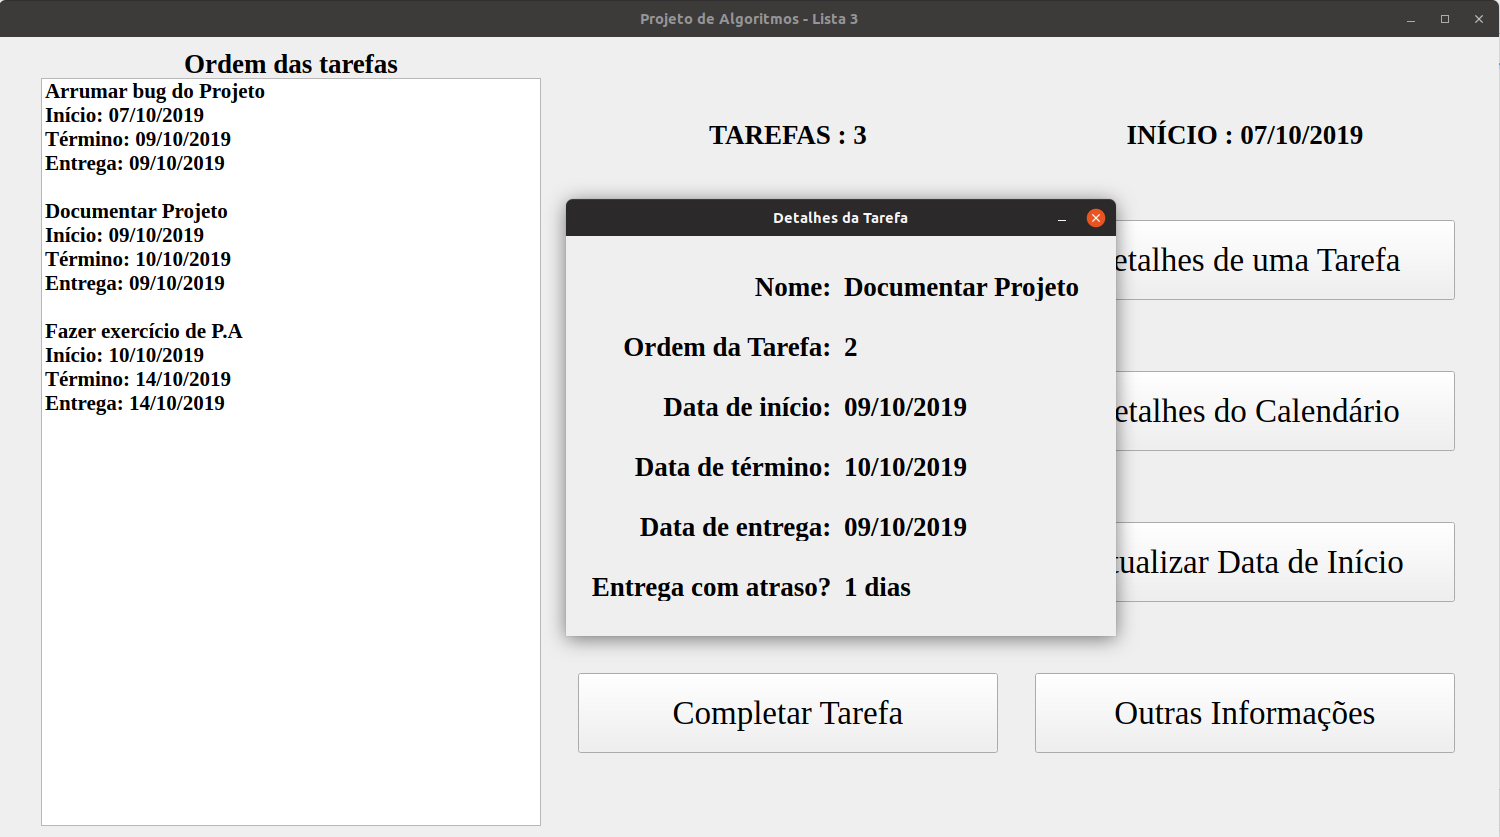 Projeto de Algoritmos - Lista 3
Ordem das tarefas
Arrumar bug do Projeto
Início: 07/10/2019
Término: 09/10/2019
Entrega: 09/10/2019
Documentar Projeto
Início: 09/10/2019
Término: 10/10/2019
Entrega: 09/10/2019
Fazer exercício de P.A
Início: 10/10/2019
Término: 14/10/2019
Entrega: 14/10/2019
TAREFAS : 3
INÍCIO : 07/10/2019
Detalhes da Tarefa
Nome: Documentar Projeto
Ordem da Tarefa: 2
Data de início: 09/10/2019
Data de término: 10/10/2019
Data de entrega: 09/10/2019
Entrega com atraso? 1 dias
etalhes de uma Tarefa
etalhes do Calendário
tualizar Data de Início
Completar Tarefa
Outras Informações